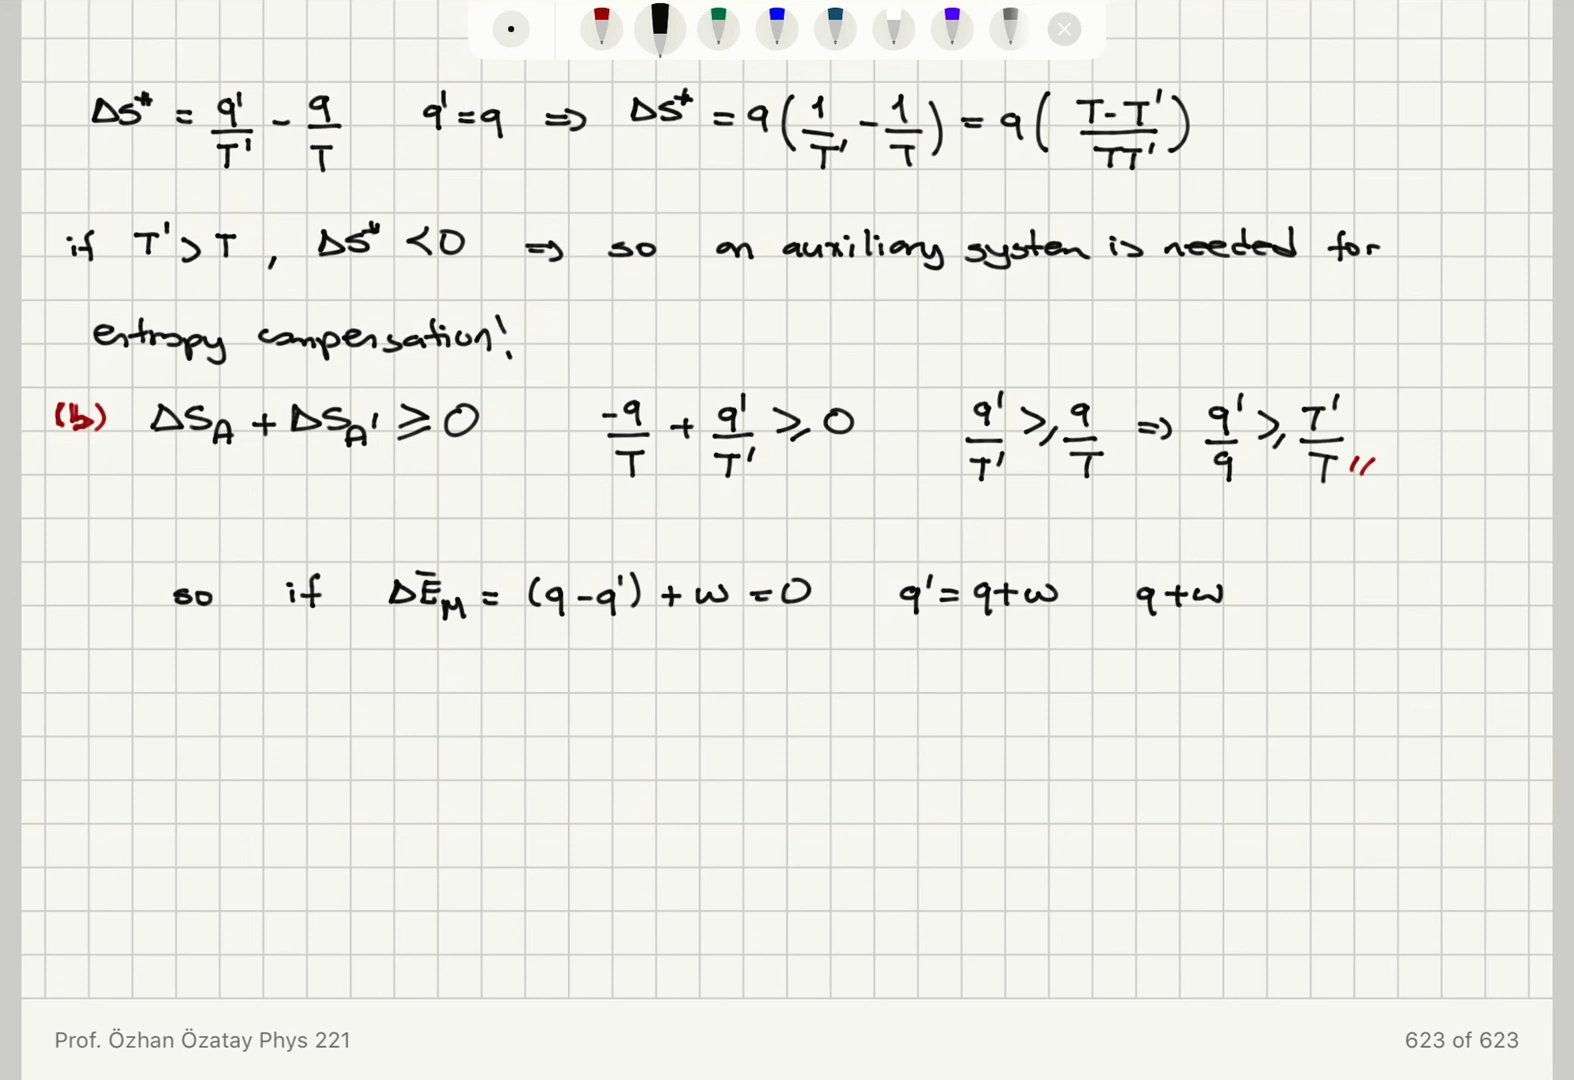 ΔS* = q'/T' - q/T   q' = q ⇒ ΔS* = q(1/T' - 1/T) = q((T-T')/(TT'))
if T' > T , ΔS* < 0 ⇒ so an auxiliary system is needed for
entropy compensation!
(b) ΔS_A + ΔS_A' ≥ 0   -q/T + q'/T' ≥ 0   q'/T' ≥ q/T ⇒ q'/q ≥ T'/T //
so if ΔĒ_M = (q - q') + w = 0   q' = q + w   q + w
Prof. Özhan Özatay Phys 221
623 of 623